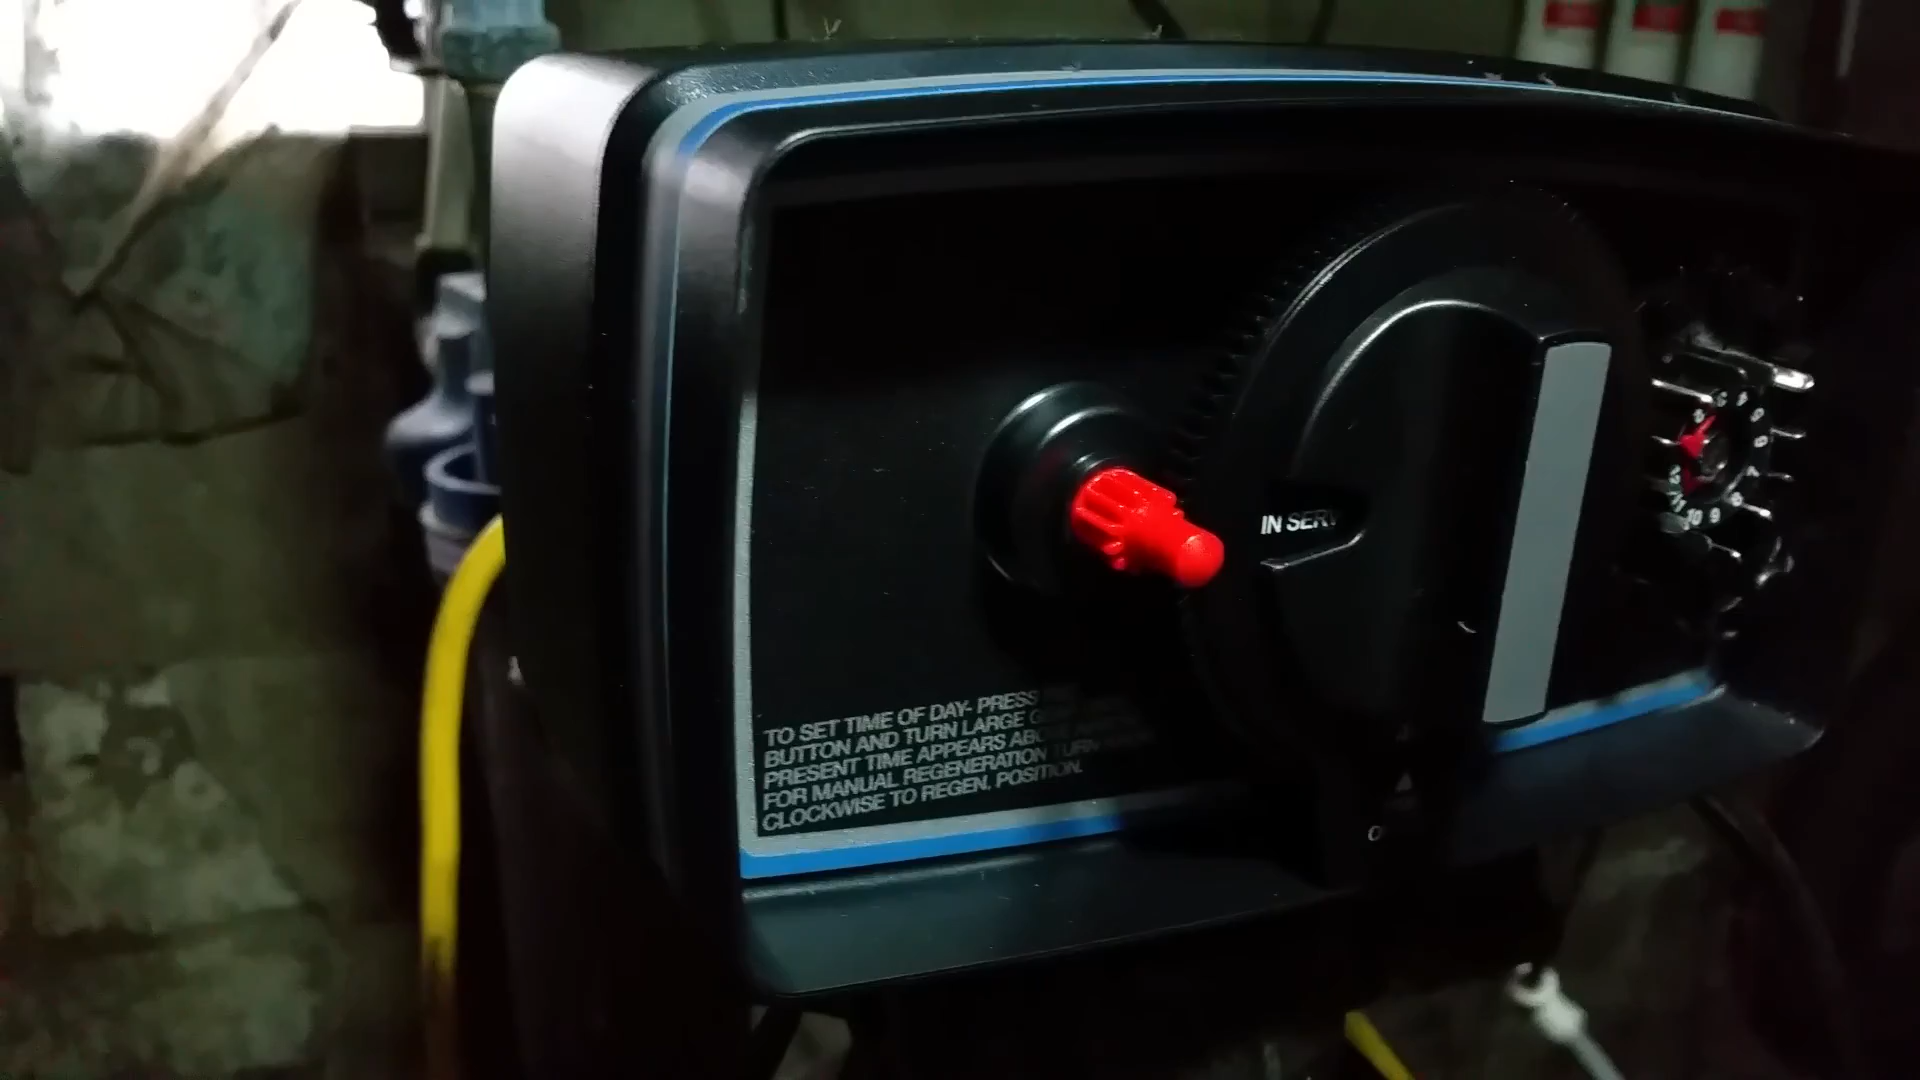 IN SERV
TO SET TIME OF DAY- PRESS
BUTTON AND TURN LARGE
PRESENT TIME APPEARS
FOR MANUAL REGENERATION TURN
CLOCKWISE TO REGEN. POSITION.